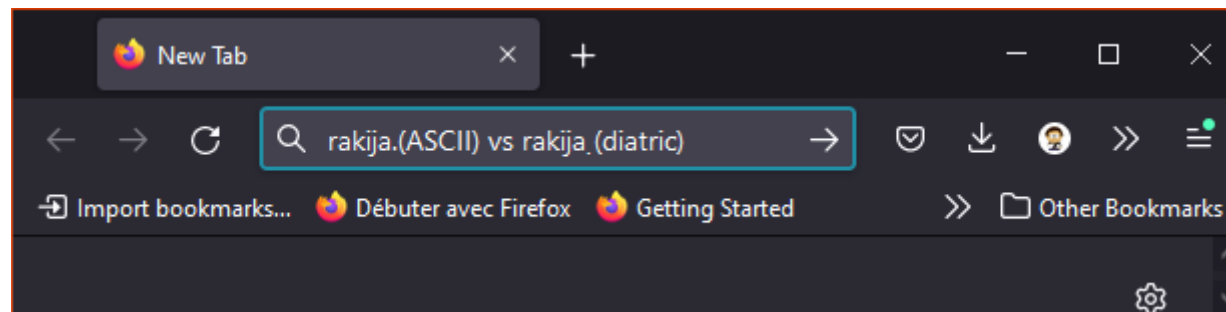 New Tab
rakija.(ASCII) vs rakija̩ (diatric)
Import bookmarks... Débuter avec Firefox Getting Started Other Bookmarks